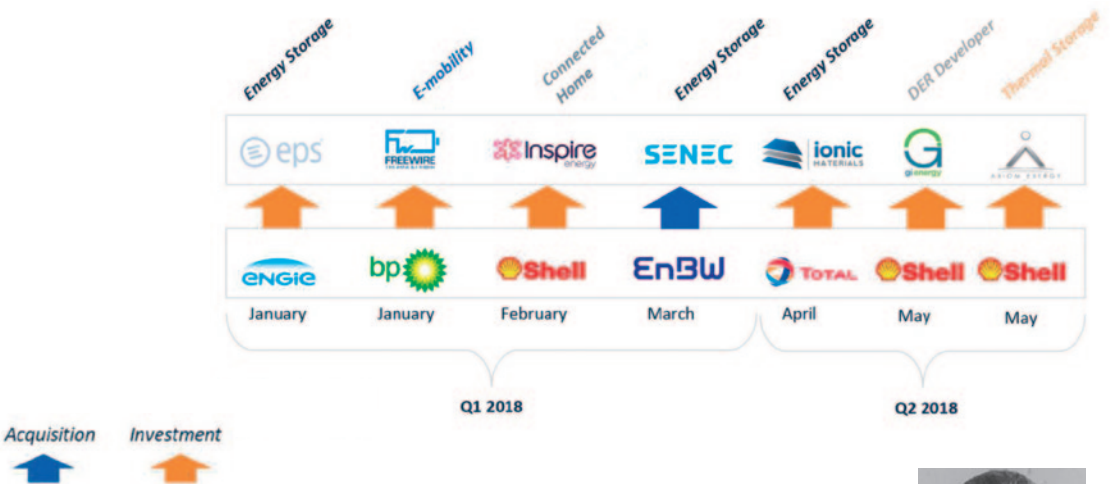 Energy Storage
E-mobility
Connected
Home
Energy Storage
Energy Storage
DER Developer
Thermal Storage
eps
FREEWIRE
Inspire
energy
SENEC
ionic
MATERIALS
gienergy
AXIOM EXERGY
ENGIE
bp
Shell
EnBW
TOTAL
Shell
Shell
January
January
February
March
April
May
May
Q1 2018
Q2 2018
Acquisition
Investment